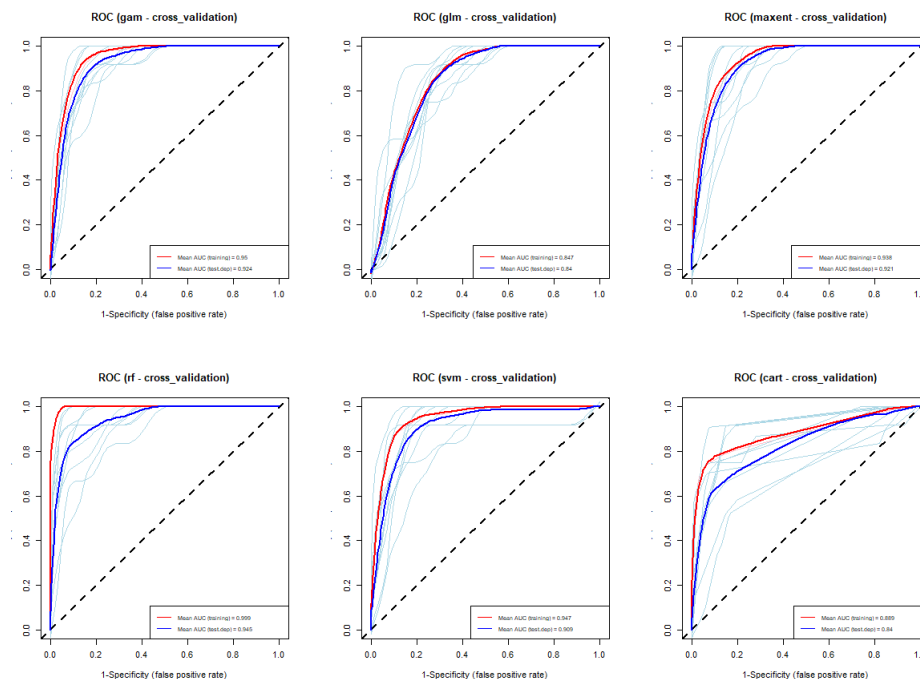 ROC (gam - cross_validation)
1.0
0.8
0.6
0.4
0.2
0.0
Mean AUC (training) = 0.95
Mean AUC (test.dep) = 0.924
0.0 0.2 0.4 0.6 0.8 1.0
1-Specificity (false positive rate)
ROC (glm - cross_validation)
1.0
0.8
0.6
0.4
0.2
0.0
Mean AUC (training) = 0.847
Mean AUC (test.dep) = 0.84
0.0 0.2 0.4 0.6 0.8 1.0
1-Specificity (false positive rate)
ROC (maxent - cross_validation)
1.0
0.8
0.6
0.4
0.2
0.0
Mean AUC (training) = 0.938
Mean AUC (test.dep) = 0.921
0.0 0.2 0.4 0.6 0.8 1.0
1-Specificity (false positive rate)
ROC (rf - cross_validation)
1.0
0.8
0.6
0.4
0.2
0.0
Mean AUC (training) = 0.999
Mean AUC (test.dep) = 0.945
0.0 0.2 0.4 0.6 0.8 1.0
1-Specificity (false positive rate)
ROC (svm - cross_validation)
1.0
0.8
0.6
0.4
0.2
0.0
Mean AUC (training) = 0.947
Mean AUC (test.dep) = 0.909
0.0 0.2 0.4 0.6 0.8 1.0
1-Specificity (false positive rate)
ROC (cart - cross_validation)
1.0
0.8
0.6
0.4
0.2
0.0
Mean AUC (training) = 0.889
Mean AUC (test.dep) = 0.84
0.0 0.2 0.4 0.6 0.8 1.0
1-Specificity (false positive rate)